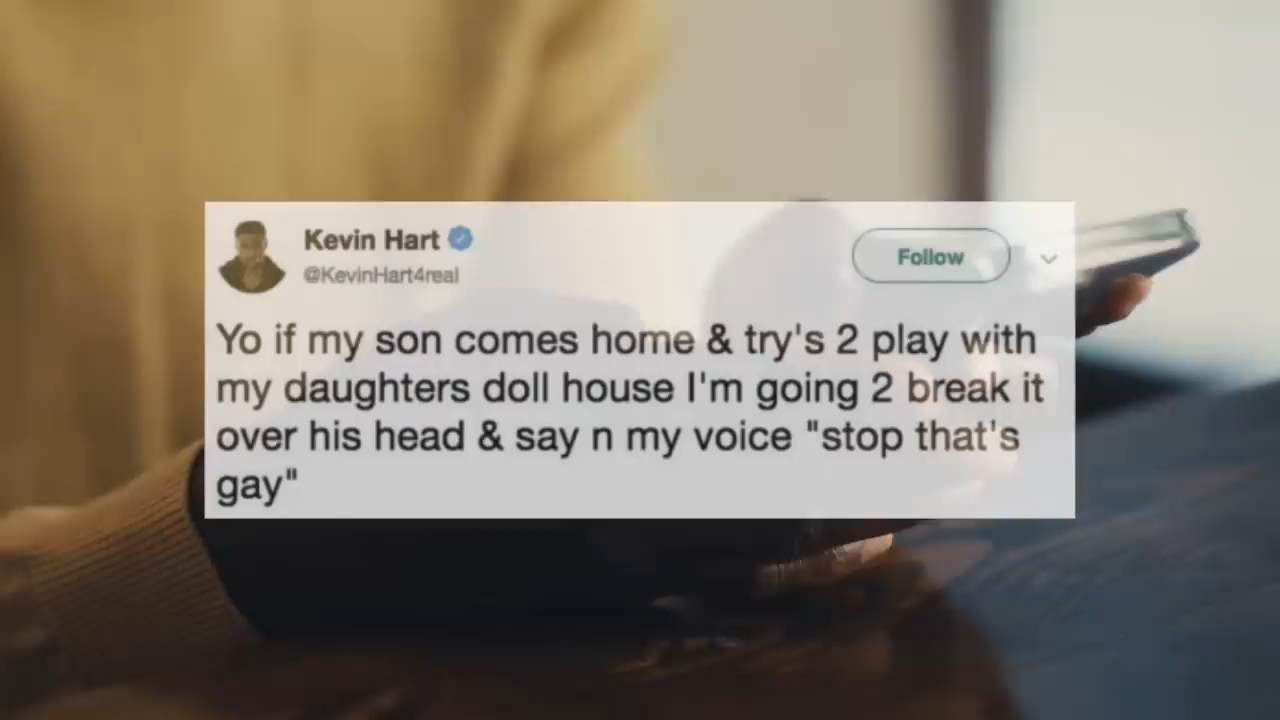 Kevin Hart
@KevinHart4real
Follow
Yo if my son comes home & try's 2 play with
my daughters doll house I'm going 2 break it
over his head & say n my voice "stop that's
gay"